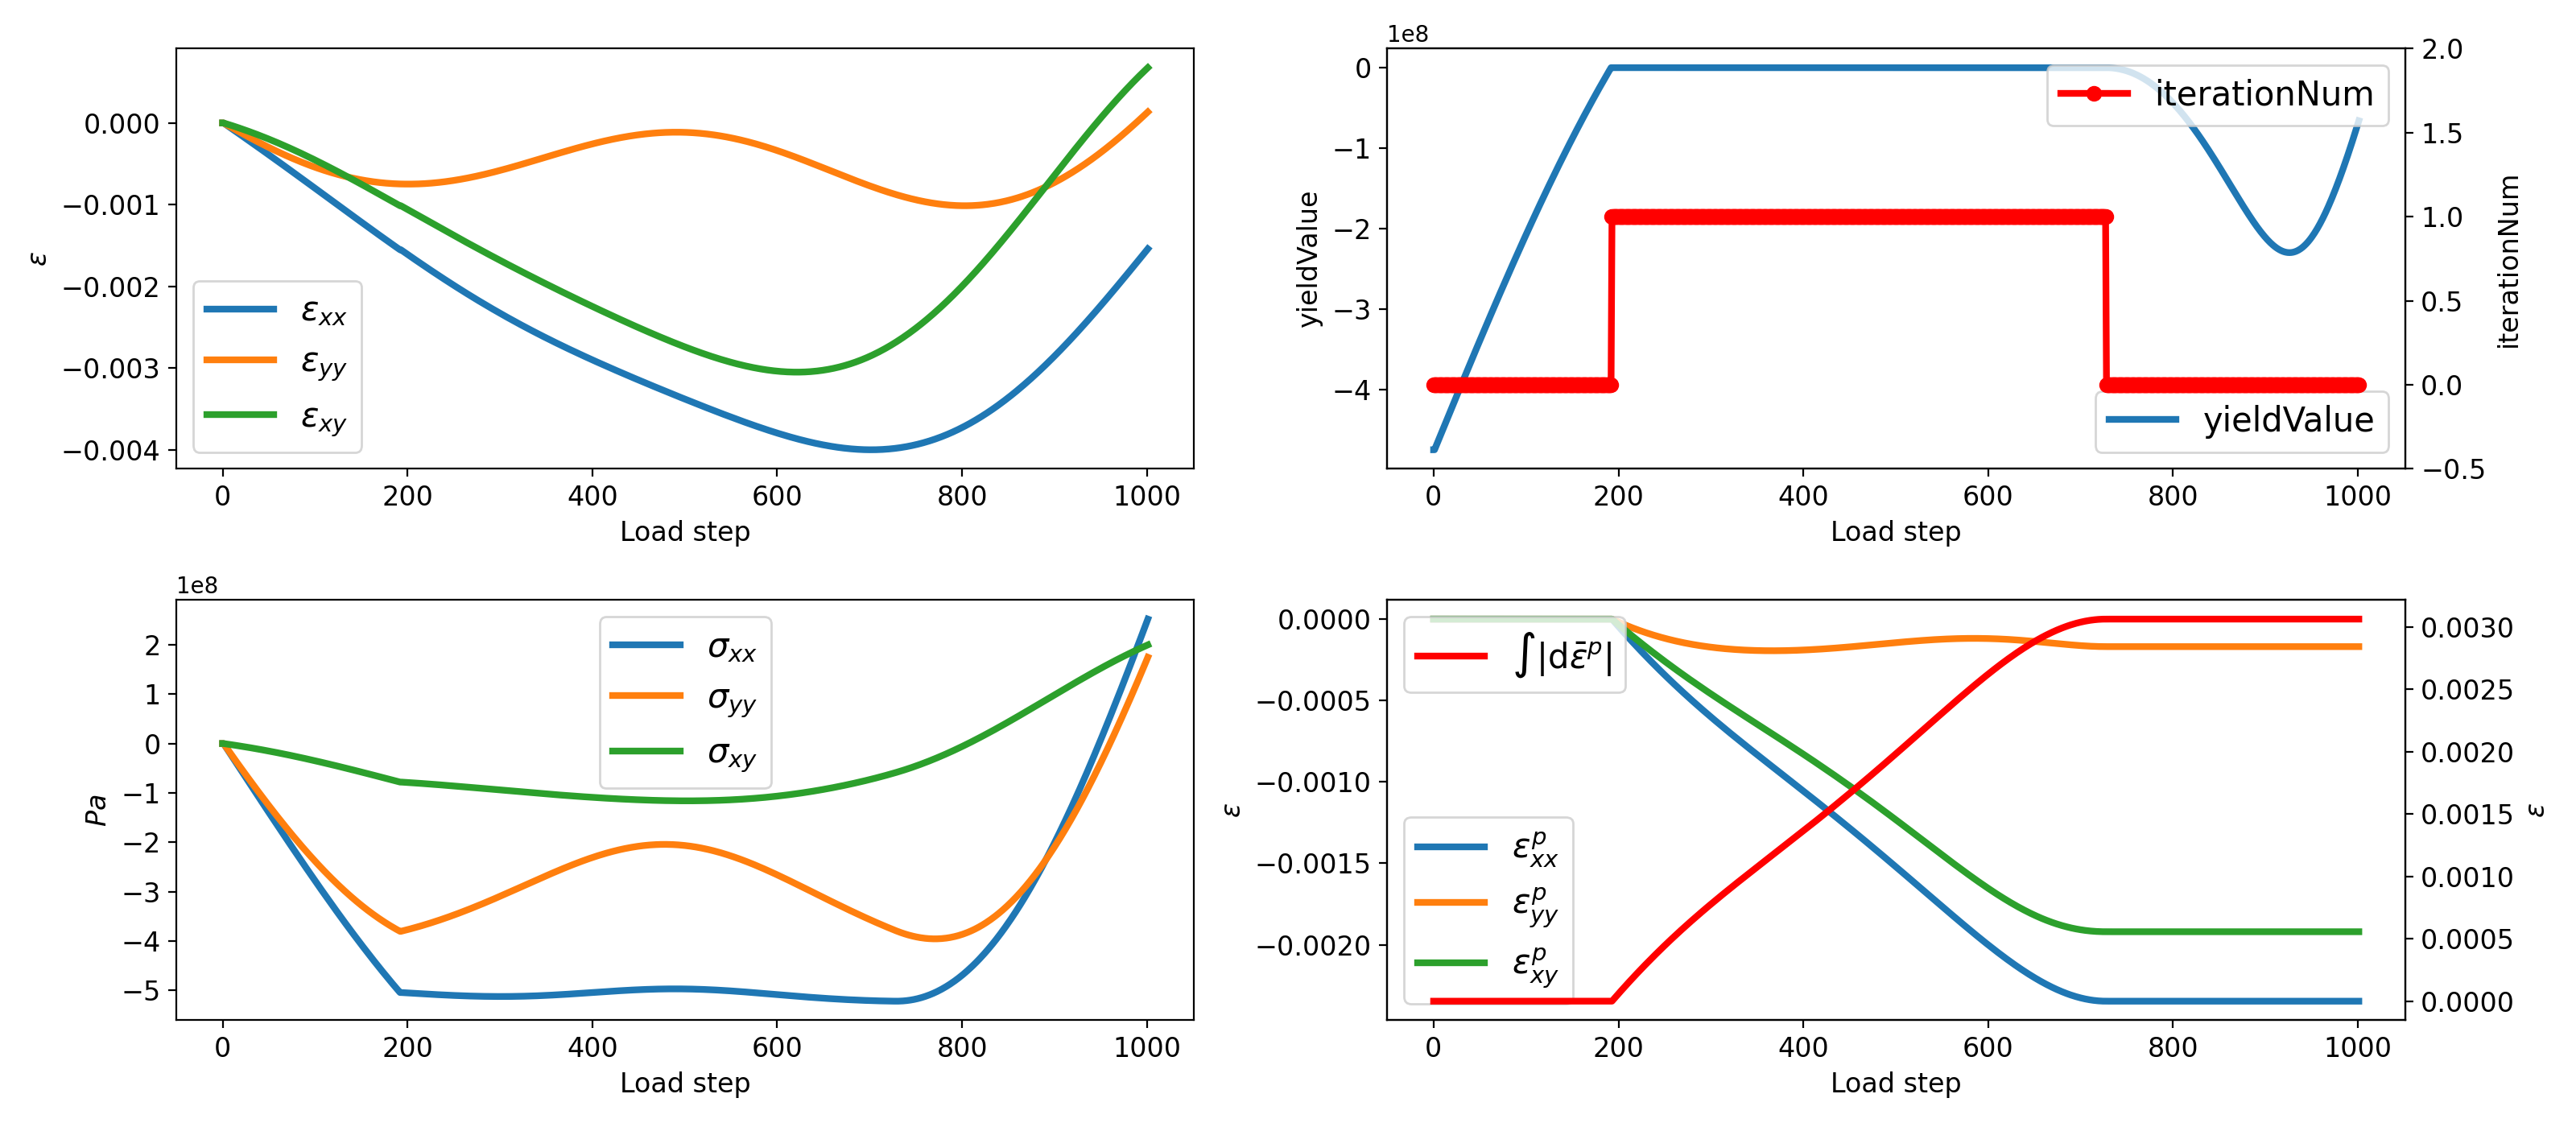 0.000
−0.001
−0.002
−0.003
−0.004
ε
ε_xx
ε_yy
ε_xy
0 200 400 600 800 1000
Load step
1e8
0
−1
−2
−3
−4
yieldValue
iterationNum
yieldValue
2.0
1.5
1.0
0.5
0.0
−0.5
iterationNum
0 200 400 600 800 1000
Load step
1e8
2
1
0
−1
−2
−3
−4
−5
Pa
σ_xx
σ_yy
σ_xy
0 200 400 600 800 1000
Load step
0.0000
−0.0005
−0.0010
−0.0015
−0.0020
ε
∫|dε̄^p|
ε^p_xx
ε^p_yy
ε^p_xy
0.0030
0.0025
0.0020
0.0015
0.0010
0.0005
0.0000
ε
0 200 400 600 800 1000
Load step